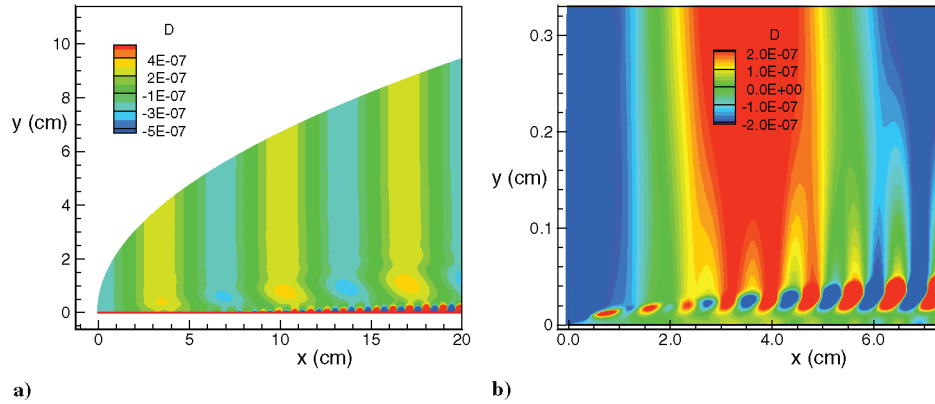 D
4E-07
2E-07
-1E-07
-3E-07
-5E-07
10
8
6
4
2
0
y (cm)
0
5
10
15
20
x (cm)
a)
D
2.0E-07
1.0E-07
0.0E+00
-1.0E-07
-2.0E-07
0.3
0.2
0.1
0
y (cm)
0.0
2.0
4.0
6.0
x (cm)
b)